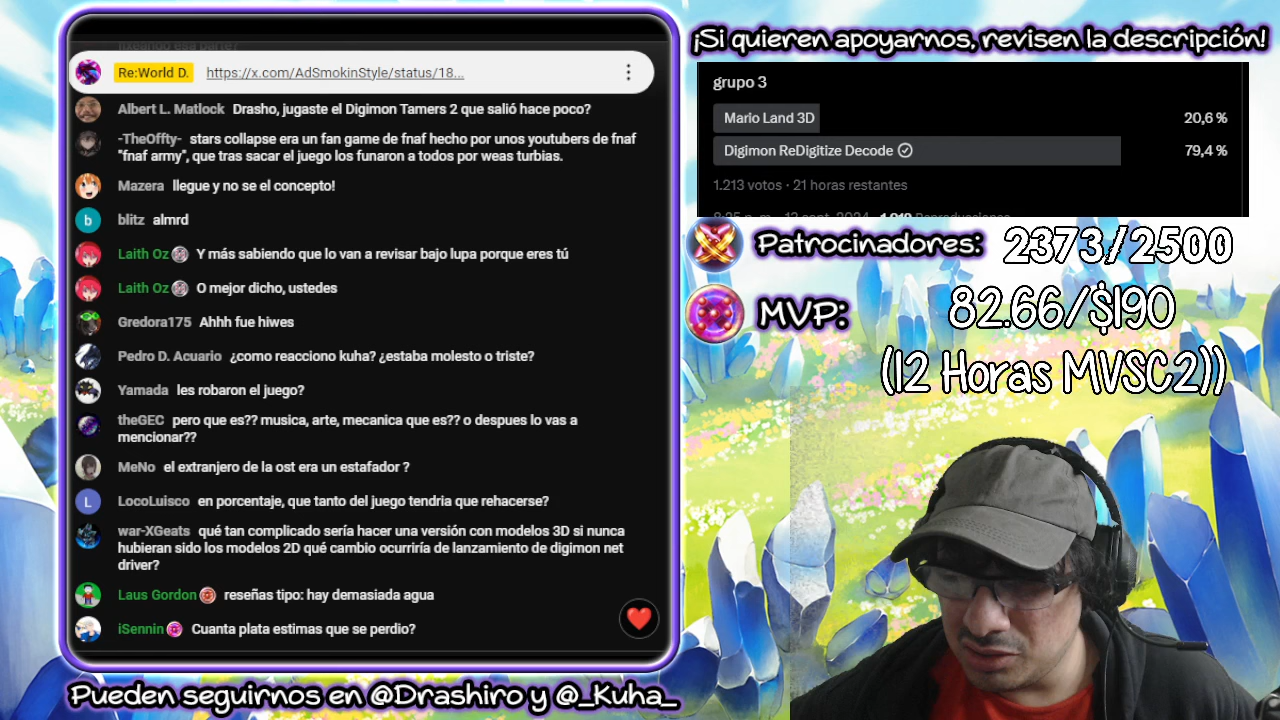 ¡Si quieren apoyarnos, revisen la descripción!
Re:World D. https://x.com/AdSmokinStyle/status/18...
Albert L. Matlock Drasho, jugaste el Digimon Tamers 2 que salió hace poco?
-TheOffty- stars collapse era un fan game de fnaf hecho por unos youtubers de fnaf
"fnaf army", que tras sacar el juego los funaron a todos por weas turbias.
Mazera llegue y no se el concepto!
b blitz almrd
Laith Oz Y más sabiendo que lo van a revisar bajo lupa porque eres tú
Laith Oz O mejor dicho, ustedes
Gredora175 Ahhh fue hiwes
Pedro D. Acuario ¿como reacciono kuha? ¿estaba molesto o triste?
Yamada les robaron el juego?
theGEC pero que es?? musica, arte, mecanica que es?? o despues lo vas a
mencionar??
MeNo el extranjero de la ost era un estafador ?
L LocoLuisco en porcentaje, que tanto del juego tendria que rehacerse?
war-XGeats qué tan complicado sería hacer una versión con modelos 3D si nunca
hubieran sido los modelos 2D qué cambio ocurriría de lanzamiento de digimon net
driver?
Laus Gordon reseñas tipo: hay demasiada agua
iSennin Cuanta plata estimas que se perdio?
Pueden seguirnos en @Drashiro y @_Kuha_
grupo 3
Mario Land 3D 20,6 %
Digimon ReDigitize Decode 79,4 %
1.213 votos · 21 horas restantes
Patrocinadores: 2373/2500
MVP: 82.66/$190
(12 Horas MVSC2))